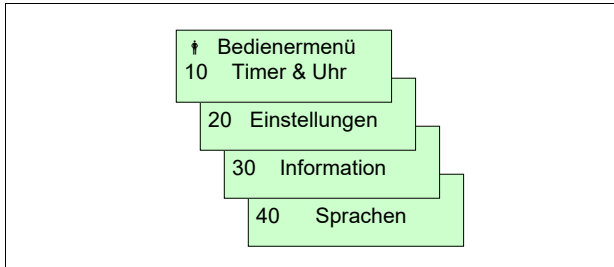 Bedienermenü
10 Timer & Uhr
20 Einstellungen
30 Information
40 Sprachen